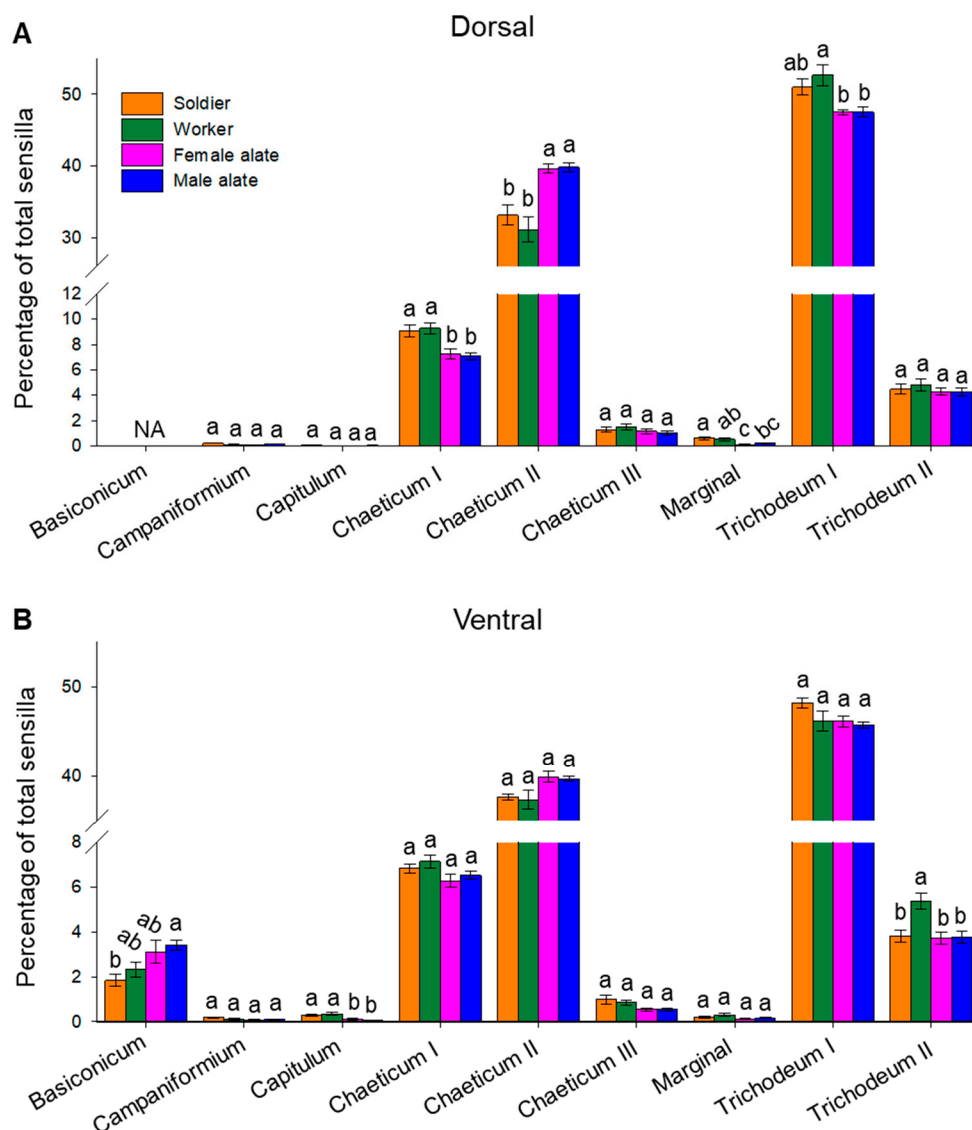 A
Dorsal
Percentage of total sensilla
Soldier
Worker
Female alate
Male alate
50
40
30
12
10
8
6
4
2
0
NA
a a a a
a a a a
a a b b
b b a a
a a a a
a ab c bc
ab a b b
a a a a
Basiconicum
Campaniformium
Capitulum
Chaeticum I
Chaeticum II
Chaeticum III
Marginal
Trichodeum I
Trichodeum II
B
Ventral
Percentage of total sensilla
50
40
8
6
4
2
0
b ab ab a
a a a a
a a b b
a a a a
a a a a
a a a a
a a a a
a a a a
b a b b
Basiconicum
Campaniformium
Capitulum
Chaeticum I
Chaeticum II
Chaeticum III
Marginal
Trichodeum I
Trichodeum II